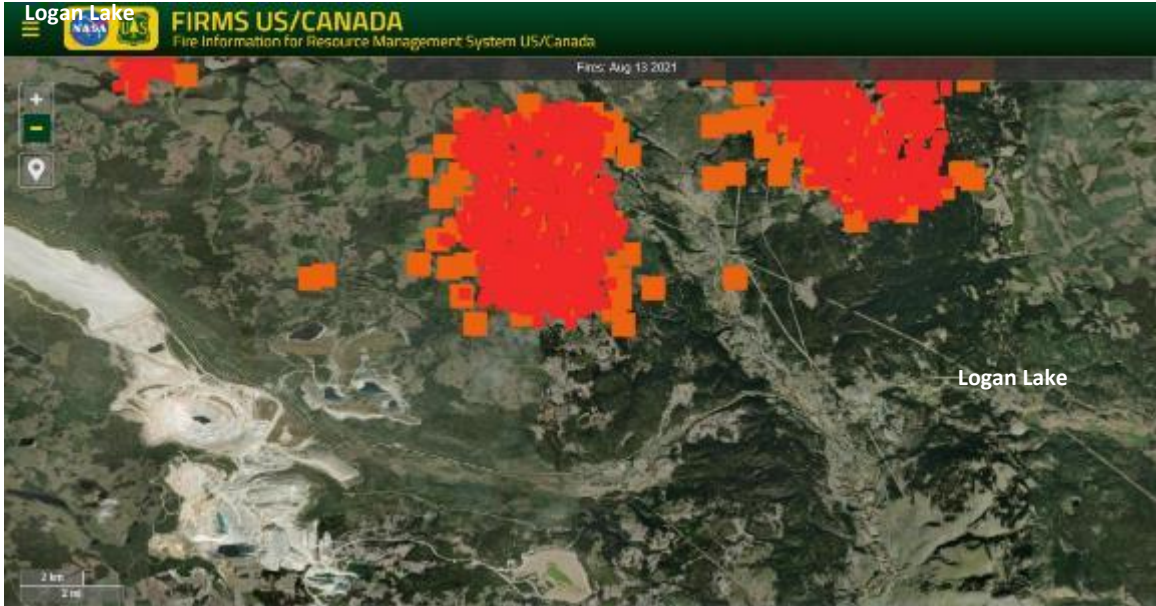 Logan Lake
NASA
U.S
FIRMS US/CANADA
Fire Information for Resource Management System US/Canada
Fires: Aug 13 2021
+
−
Logan Lake
2 km
2 mi